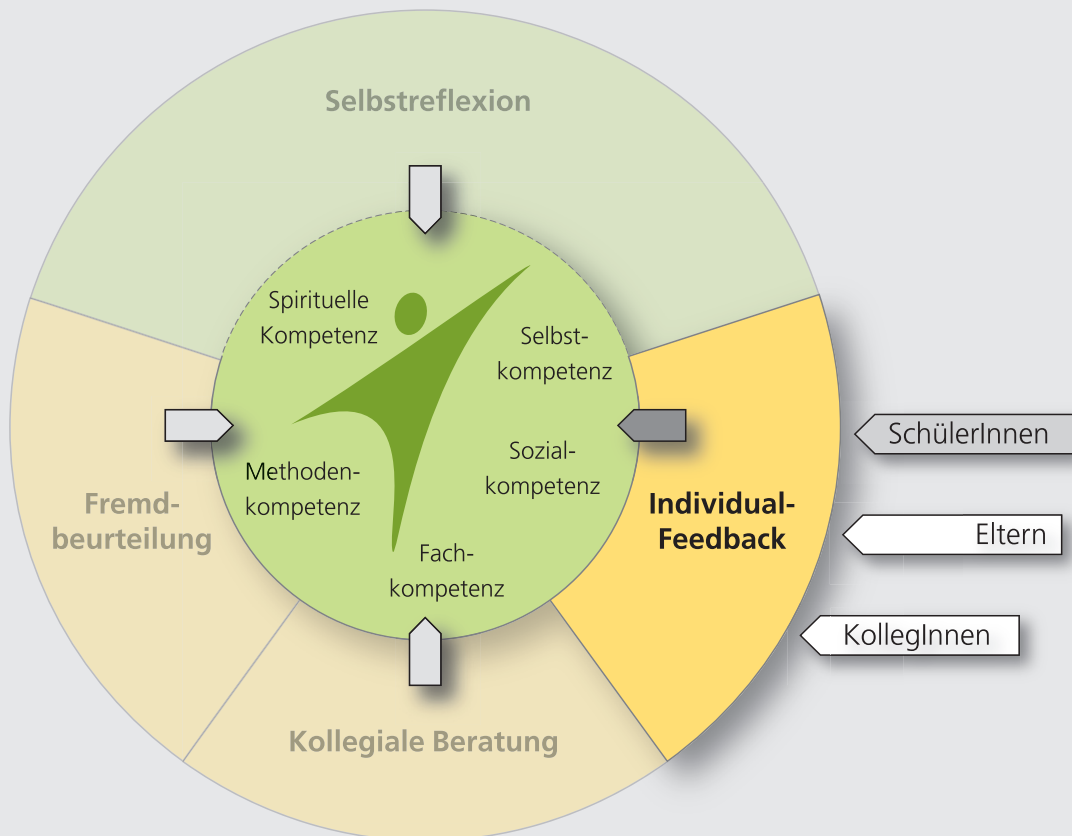 Selbstreflexion
Spirituelle
Kompetenz
Selbst-
kompetenz
Sozial-
kompetenz
Methoden-
kompetenz
Fach-
kompetenz
Fremd-
beurteilung
Individual-
Feedback
Kollegiale Beratung
SchülerInnen
Eltern
KollegInnen